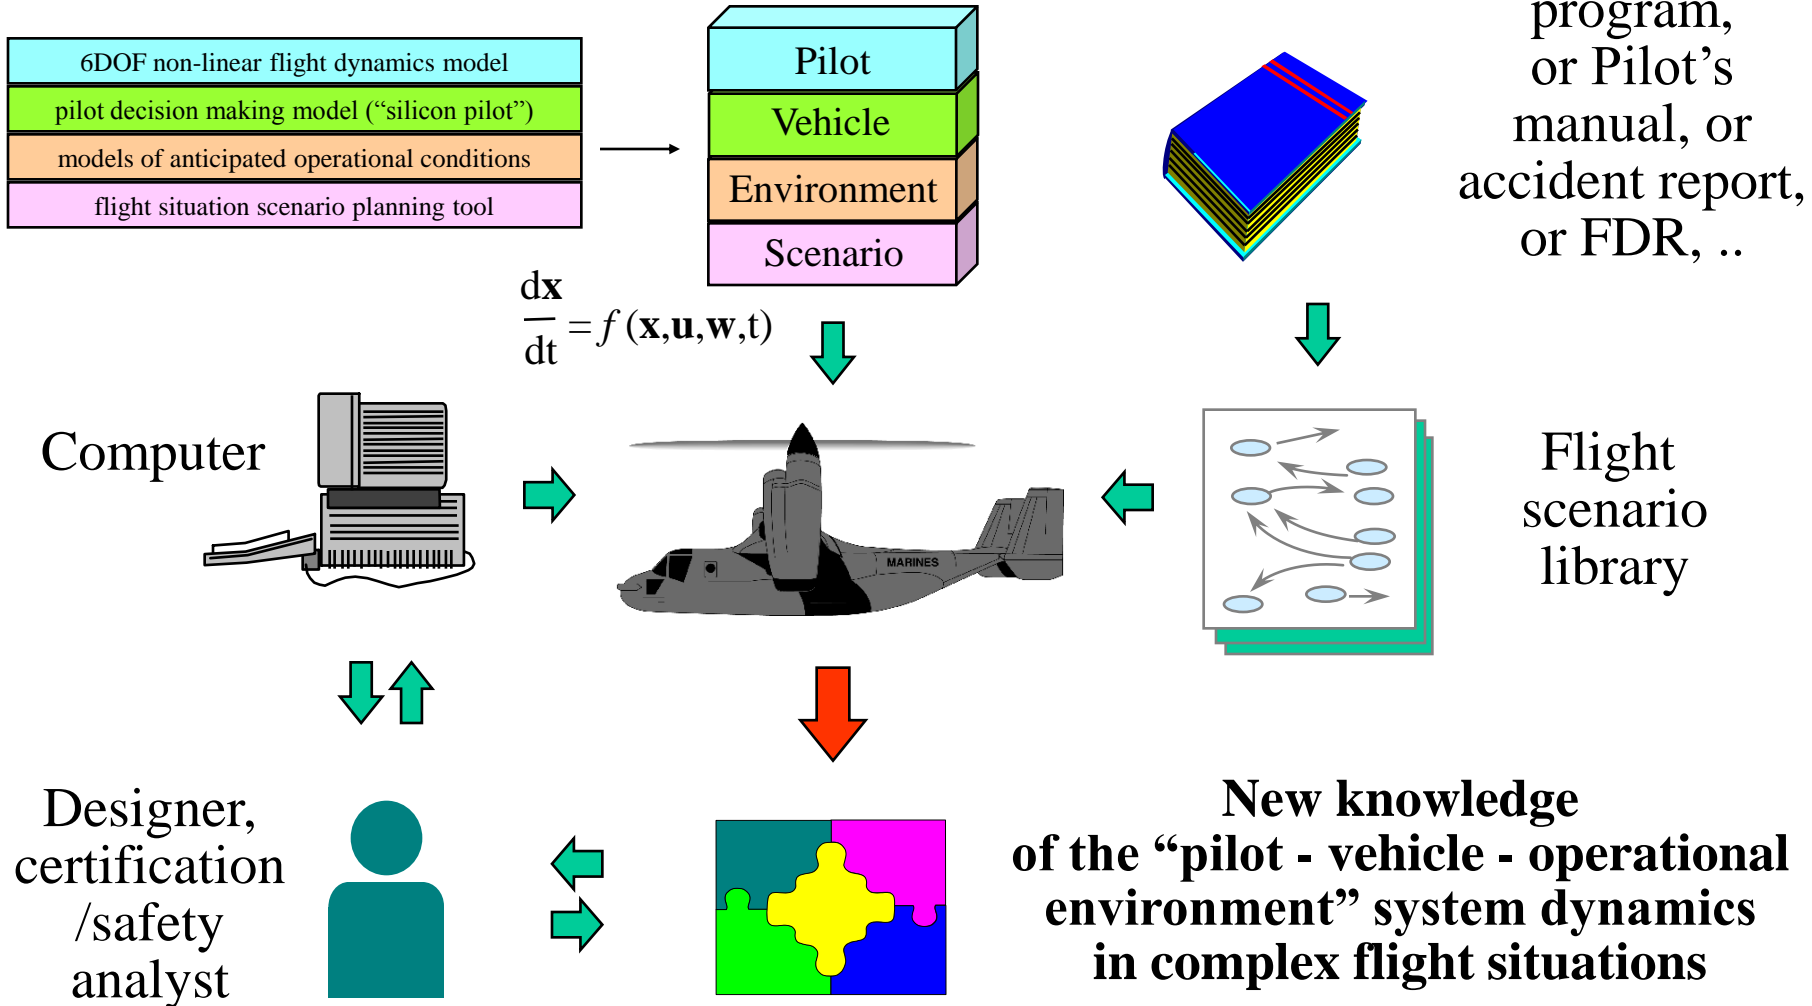 6DOF non-linear flight dynamics model
pilot decision making model (“silicon pilot”)
models of anticipated operational conditions
flight situation scenario planning tool
Pilot
Vehicle
Environment
Scenario
program,
or Pilot’s
manual, or
accident report,
or FDR, ..
dx
dt
= f (x,u,w,t)
Computer
MARINES
Flight
scenario
library
Designer,
certification
/safety
analyst
New knowledge
of the “pilot - vehicle - operational
environment” system dynamics
in complex flight situations